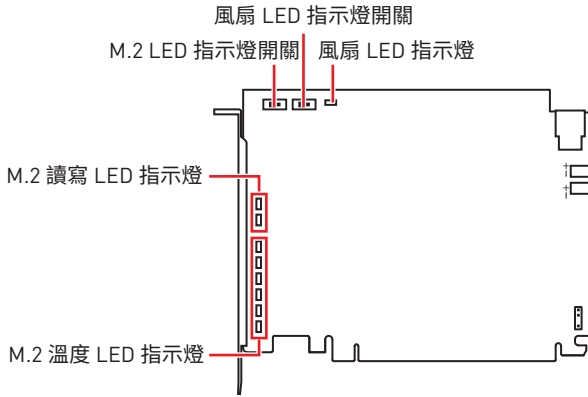 風扇 LED 指示燈開關
M.2 LED 指示燈開關
風扇 LED 指示燈
M.2 讀寫 LED 指示燈
M.2 溫度 LED 指示燈